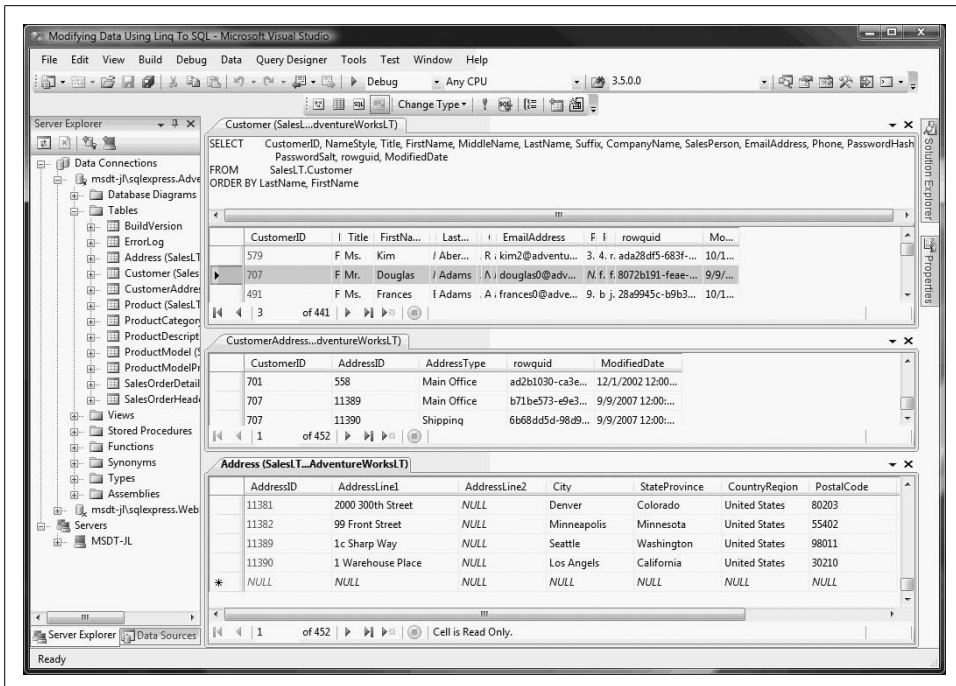 Modifying Data Using Linq To SQL - Microsoft Visual Studio
File Edit View Build Debug Data Query Designer Tools Test Window Help
Debug Any CPU 3.5.0.0
Change Type
Server Explorer
Data Connections
msdt-jl\sqlexpress.Adve
Database Diagrams
Tables
BuildVersion
ErrorLog
Address (SalesLT
Customer (Sales
CustomerAddres
Product (SalesLT
ProductCategory
ProductDescript
ProductModel (S
ProductModelPr
SalesOrderDetail
SalesOrderHead
Views
Stored Procedures
Functions
Synonyms
Types
Assemblies
msdt-jl\sqlexpress.Web
Servers
MSDT-JL
Server Explorer Data Sources
Customer (SalesL...dventureWorksLT)
SELECT CustomerID, NameStyle, Title, FirstName, MiddleName, LastName, Suffix, CompanyName, SalesPerson, EmailAddress, Phone, PasswordHash
PasswordSalt, rowguid, ModifiedDate
FROM SalesLT.Customer
ORDER BY LastName, FirstName
CustomerID Title FirstNa... Last... EmailAddress rowguid Mo...
579 F Ms. Kim Aber... kim2@adventu... 3. 4. r. ada28df5-683f-... 10/1...
707 F Mr. Douglas Adams douglas0@adv... N. f. f. 8072b191-feae-... 9/9/...
491 F Ms. Frances Adams frances0@adve... 9. b j. 28a9945c-b9b3... 10/1...
3 of 441
CustomerAddress...dventureWorksLT)
CustomerID AddressID AddressType rowguid ModifiedDate
701 558 Main Office ad2b1030-ca3e... 12/1/2002 12:00...
707 11389 Main Office b71be573-e9e3... 9/9/2007 12:00:...
707 11390 Shipping 6b68dd5d-98d9... 9/9/2007 12:00:...
1 of 452
Address (SalesLT...AdventureWorksLT)
AddressID AddressLine1 AddressLine2 City StateProvince CountryRegion PostalCode
11381 2000 300th Street NULL Denver Colorado United States 80203
11382 99 Front Street NULL Minneapolis Minnesota United States 55402
11389 1c Sharp Way NULL Seattle Washington United States 98011
11390 1 Warehouse Place NULL Los Angels California United States 30210
NULL NULL NULL NULL NULL NULL NULL
1 of 452 Cell is Read Only.
Solution Explorer
Properties
Ready